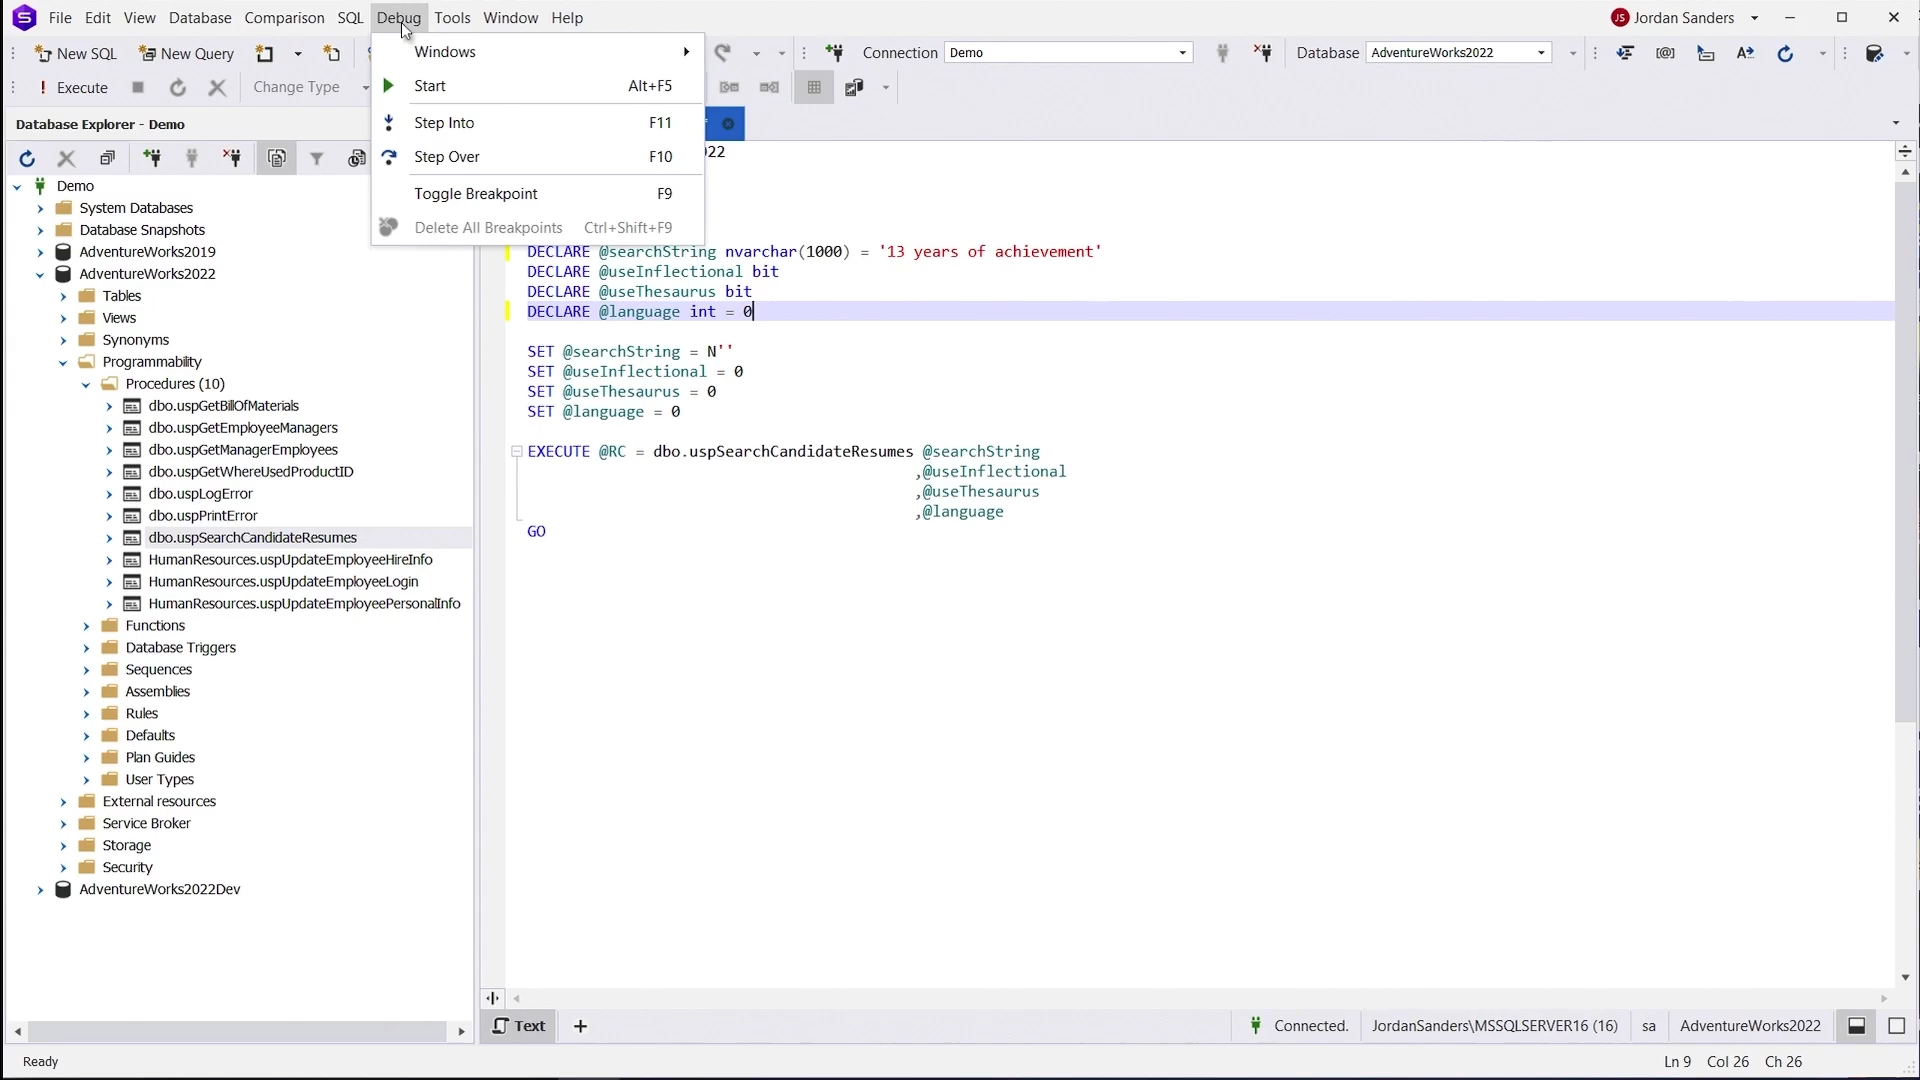 File Edit View Database Comparison SQL Debug Tools Window Help
JS Jordan Sanders
New SQL New Query
Connection Demo
Database AdventureWorks2022
Execute Change Type
Windows
Start Alt+F5
Step Into F11
Step Over F10
Toggle Breakpoint F9
Delete All Breakpoints Ctrl+Shift+F9
Database Explorer - Demo
Demo
System Databases
Database Snapshots
AdventureWorks2019
AdventureWorks2022
Tables
Views
Synonyms
Programmability
Procedures (10)
dbo.uspGetBillOfMaterials
dbo.uspGetEmployeeManagers
dbo.uspGetManagerEmployees
dbo.uspGetWhereUsedProductID
dbo.uspLogError
dbo.uspPrintError
dbo.uspSearchCandidateResumes
HumanResources.uspUpdateEmployeeHireInfo
HumanResources.uspUpdateEmployeeLogin
HumanResources.uspUpdateEmployeePersonalInfo
Functions
Database Triggers
Sequences
Assemblies
Rules
Defaults
Plan Guides
User Types
External resources
Service Broker
Storage
Security
AdventureWorks2022Dev
22
DECLARE @searchString nvarchar(1000) = '13 years of achievement'
DECLARE @useInflectional bit
DECLARE @useThesaurus bit
DECLARE @language int = 0
SET @searchString = N''
SET @useInflectional = 0
SET @useThesaurus = 0
SET @language = 0
EXECUTE @RC = dbo.uspSearchCandidateResumes @searchString
,@useInflectional
,@useThesaurus
,@language
GO
Text
Connected. JordanSanders\MSSQLSERVER16 (16) sa AdventureWorks2022
Ready
Ln 9 Col 26 Ch 26